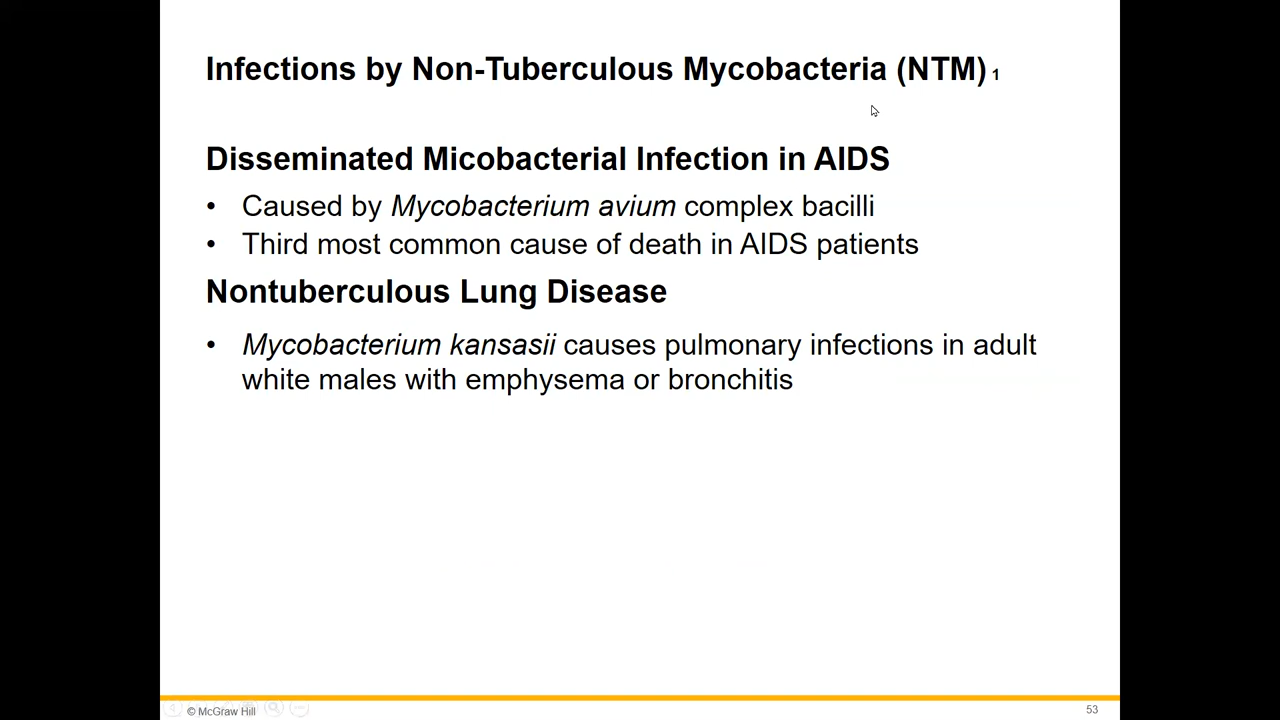 Infections by Non-Tuberculous Mycobacteria (NTM) 1
Disseminated Micobacterial Infection in AIDS
• Caused by Mycobacterium avium complex bacilli
• Third most common cause of death in AIDS patients
Nontuberculous Lung Disease
• Mycobacterium kansasii causes pulmonary infections in adult
white males with emphysema or bronchitis
© McGraw Hill
53